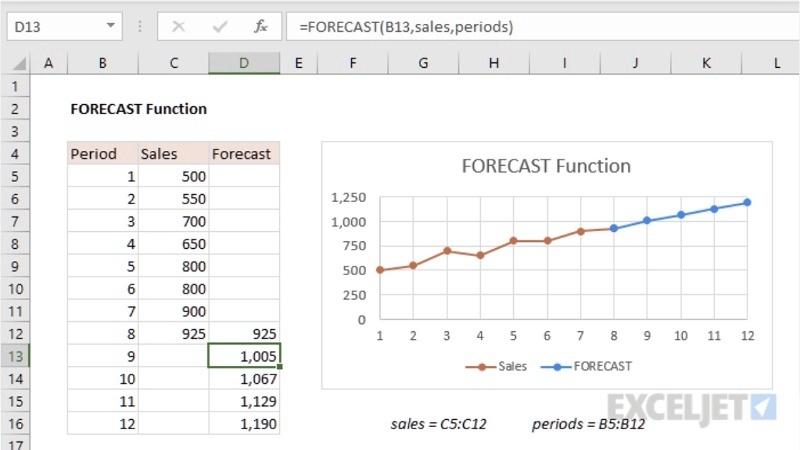 D13 fx =FORECAST(B13,sales,periods)
A B C D E F G H I J K L
1
2 FORECAST Function
3
4 Period Sales Forecast
5 1 500
6 2 550
7 3 700
8 4 650
9 5 800
10 6 800
11 7 900
12 8 925 925
13 9 1,005
14 10 1,067
15 11 1,129
16 12 1,190
17
FORECAST Function
1,250
1,000
750
500
250
0
1 2 3 4 5 6 7 8 9 10 11 12
Sales FORECAST
EXCELJET
sales = C5:C12 periods = B5:B12